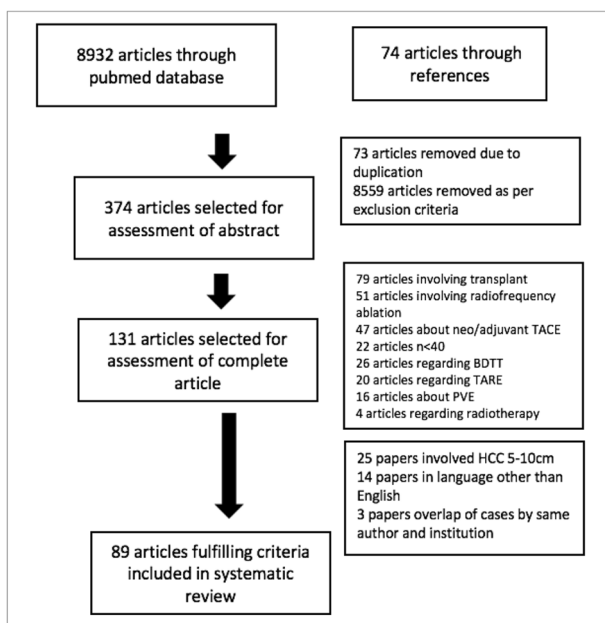 8932 articles through
pubmed database
74 articles through
references
73 articles removed due to
duplication
8559 articles removed as per
exclusion criteria
374 articles selected for
assessment of abstract
79 articles involving transplant
51 articles involving radiofrequency
ablation
47 articles about neo/adjuvant TACE
22 articles n<40
26 articles regarding BDTT
20 articles regarding TARE
16 articles about PVE
4 articles regarding radiotherapy
131 articles selected for
assessment of complete
article
25 papers involved HCC 5-10cm
14 papers in language other than
English
3 papers overlap of cases by same
author and institution
89 articles fulfilling criteria
included in systematic
review